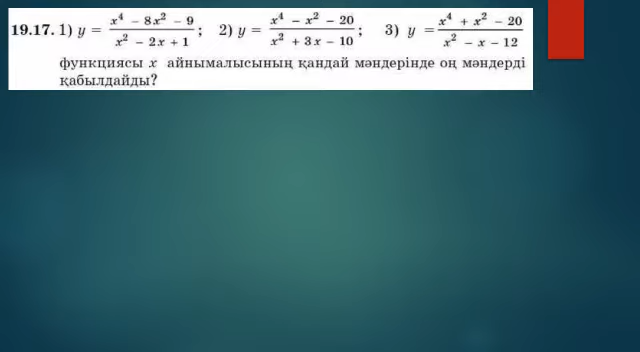 19.17. 1) y = (x⁴ − 8x² − 9)/(x² − 2x + 1); 2) y = (x⁴ − x² − 20)/(x² + 3x − 10); 3) y = (x⁴ + x² − 20)/(x² − x − 12)
функциясы x айнымалысының қандай мәндерінде оң мәндерді
қабылдайды?